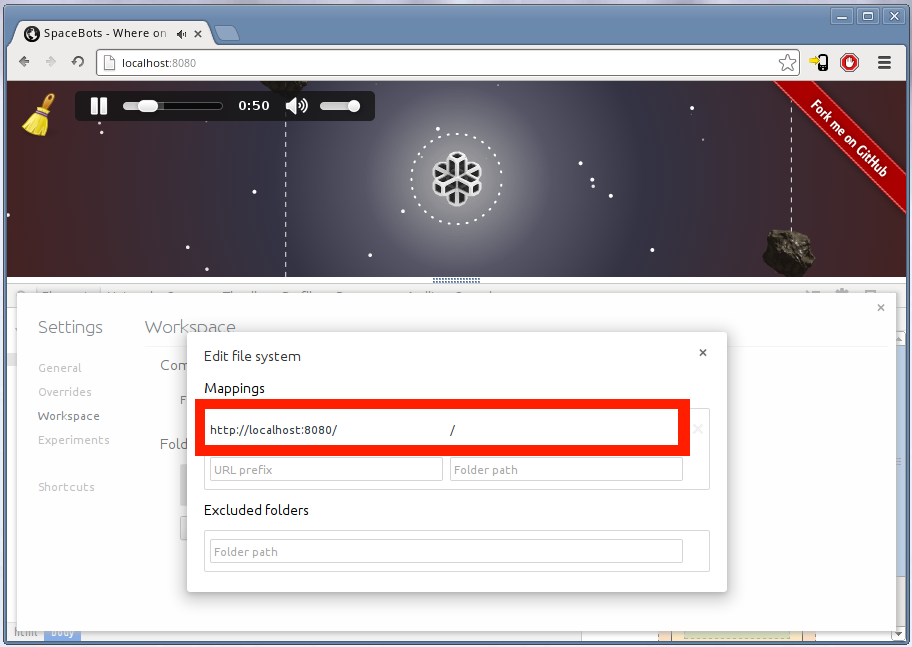 SpaceBots - Where on
localhost:8080
0:50
Fork me on GitHub
Settings
Workspace
General
Overrides
Workspace
Experiments
Shortcuts
Com
F
Fold
Edit file system
Mappings
http://localhost:8080/ /
URL prefix Folder path
Excluded folders
Folder path
html body